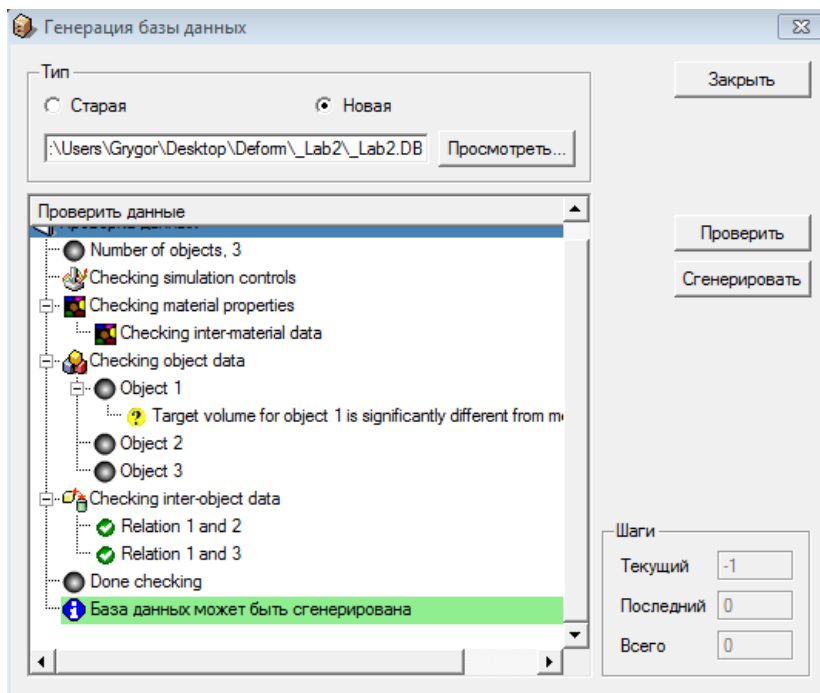 Генерация базы данных
Тип
Старая
Новая
:\Users\Grygor\Desktop\Deform\_Lab2\_Lab2.DB
Просмотреть...
Закрыть
Проверить данные
Number of objects, 3
Checking simulation controls
Checking material properties
Checking inter-material data
Checking object data
Object 1
Target volume for object 1 is significantly different from
Object 2
Object 3
Checking inter-object data
Relation 1 and 2
Relation 1 and 3
Done checking
База данных может быть сгенерирована
Проверить
Сгенерировать
Шаги
Текущий -1
Последний 0
Всего 0